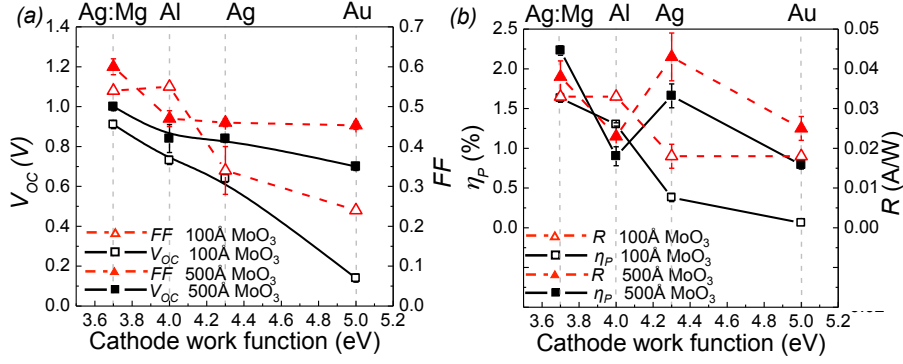 (a) Ag:Mg Al Ag Au
1.4
1.2
1.0
0.8
0.6
0.4
0.2
0.0
V_OC (V)
0.7
0.6
0.5
0.4
0.3
0.2
0.1
0.0
FF
FF 100Å MoO₃
V_OC 100Å MoO₃
FF 500Å MoO₃
V_OC 500Å MoO₃
3.6 3.8 4.0 4.2 4.4 4.6 4.8 5.0 5.2
Cathode work function (eV)
(b) Ag:Mg Al Ag Au
2.5
2.0
1.5
1.0
0.5
0.0
2.5
η_P (%)
0.05
0.04
0.03
0.02
0.01
0.00
R (A/W)
R 100Å MoO₃
η_P 100Å MoO₃
R 500Å MoO₃
η_P 500Å MoO₃
3.6 3.8 4.0 4.2 4.4 4.6 4.8 5.0 5.2
Cathode work function (eV)